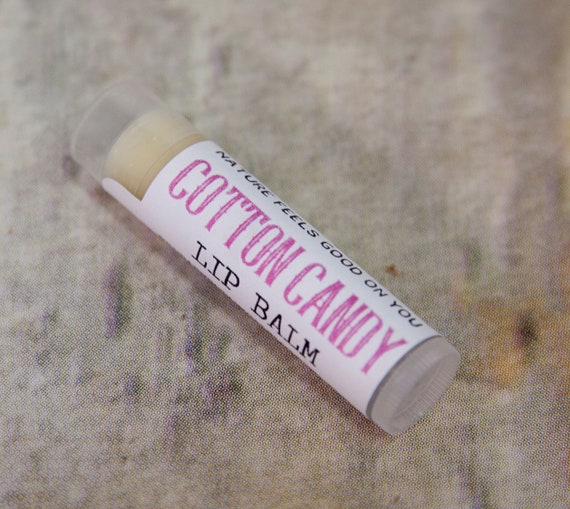 NATURE FEELS GOOD ON YOU
COTTON CANDY
LIP BALM